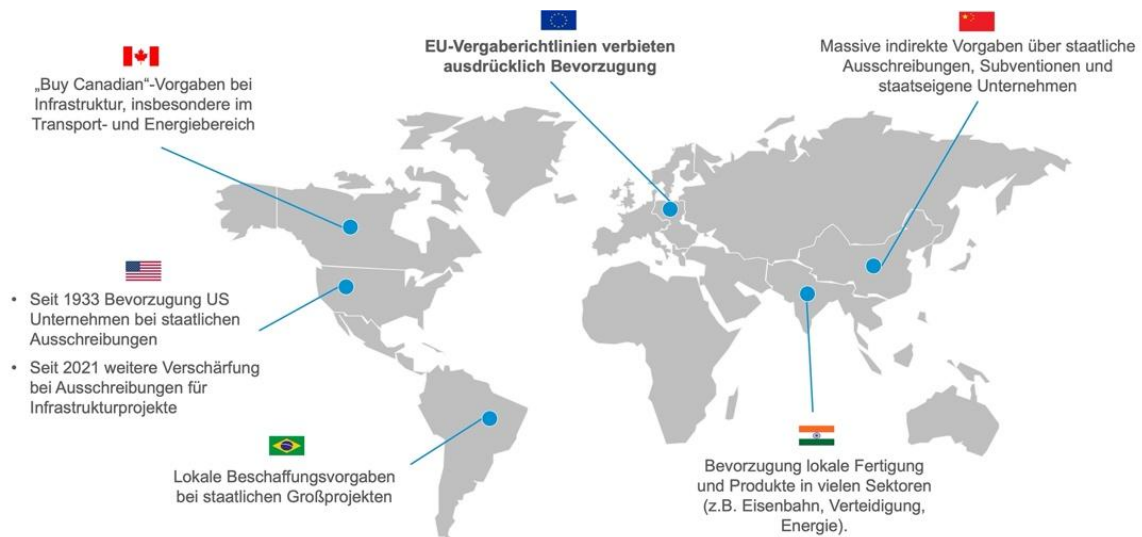 EU-Vergaberichtlinien verbieten
ausdrücklich Bevorzugung
Massive indirekte Vorgaben über staatliche
Ausschreibungen, Subventionen und
staatseigene Unternehmen
„Buy Canadian“-Vorgaben bei
Infrastruktur, insbesondere im
Transport- und Energiebereich
• Seit 1933 Bevorzugung US
Unternehmen bei staatlichen
Ausschreibungen
• Seit 2021 weitere Verschärfung
bei Ausschreibungen für
Infrastrukturprojekte
Lokale Beschaffungsvorgaben
bei staatlichen Großprojekten
Bevorzugung lokale Fertigung
und Produkte in vielen Sektoren
(z.B. Eisenbahn, Verteidigung,
Energie).